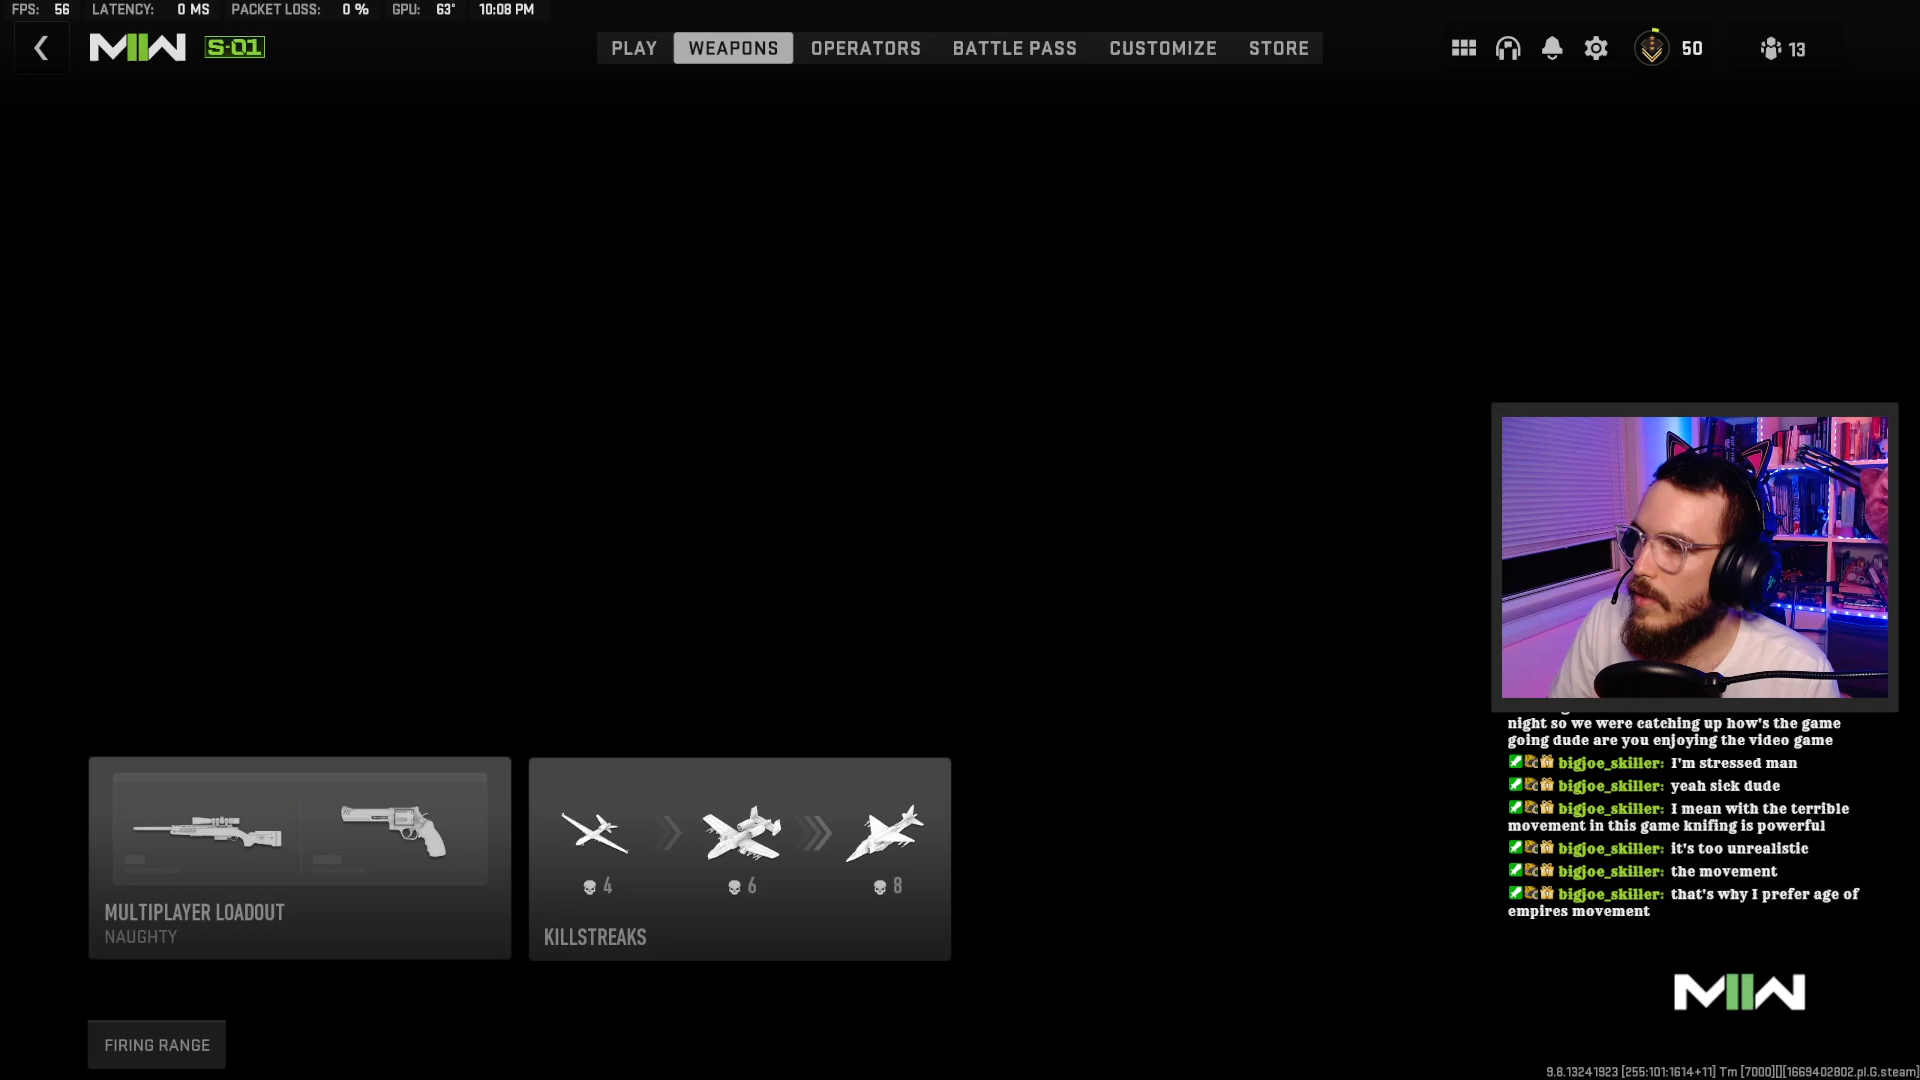 FPS: 56 LATENCY: 0 MS PACKET LOSS: 0 % GPU: 63° 10:08 PM
MIIW S-01 PLAY WEAPONS OPERATORS BATTLE PASS CUSTOMIZE STORE 50 13
night so we were catching up how's the game
going dude are you enjoying the video game
bigjoe_skiller: I'm stressed man
bigjoe_skiller: yeah sick dude
bigjoe_skiller: I mean with the terrible
movement in this game knifing is powerful
bigjoe_skiller: it's too unrealistic
bigjoe_skiller: the movement
bigjoe_skiller: that's why I prefer age of
empires movement
4 6 8
MULTIPLAYER LOADOUT
NAUGHTY
KILLSTREAKS
MIIW
FIRING RANGE
9.8.13241923 [255:101:1614+11] Tm [7000][][1669402802.pl.G.steam]